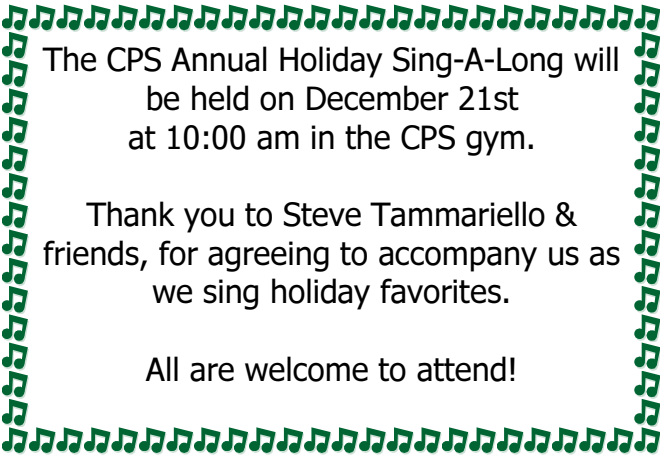 The CPS Annual Holiday Sing-A-Long will
be held on December 21st
at 10:00 am in the CPS gym.
Thank you to Steve Tammariello &
friends, for agreeing to accompany us as
we sing holiday favorites.
All are welcome to attend!